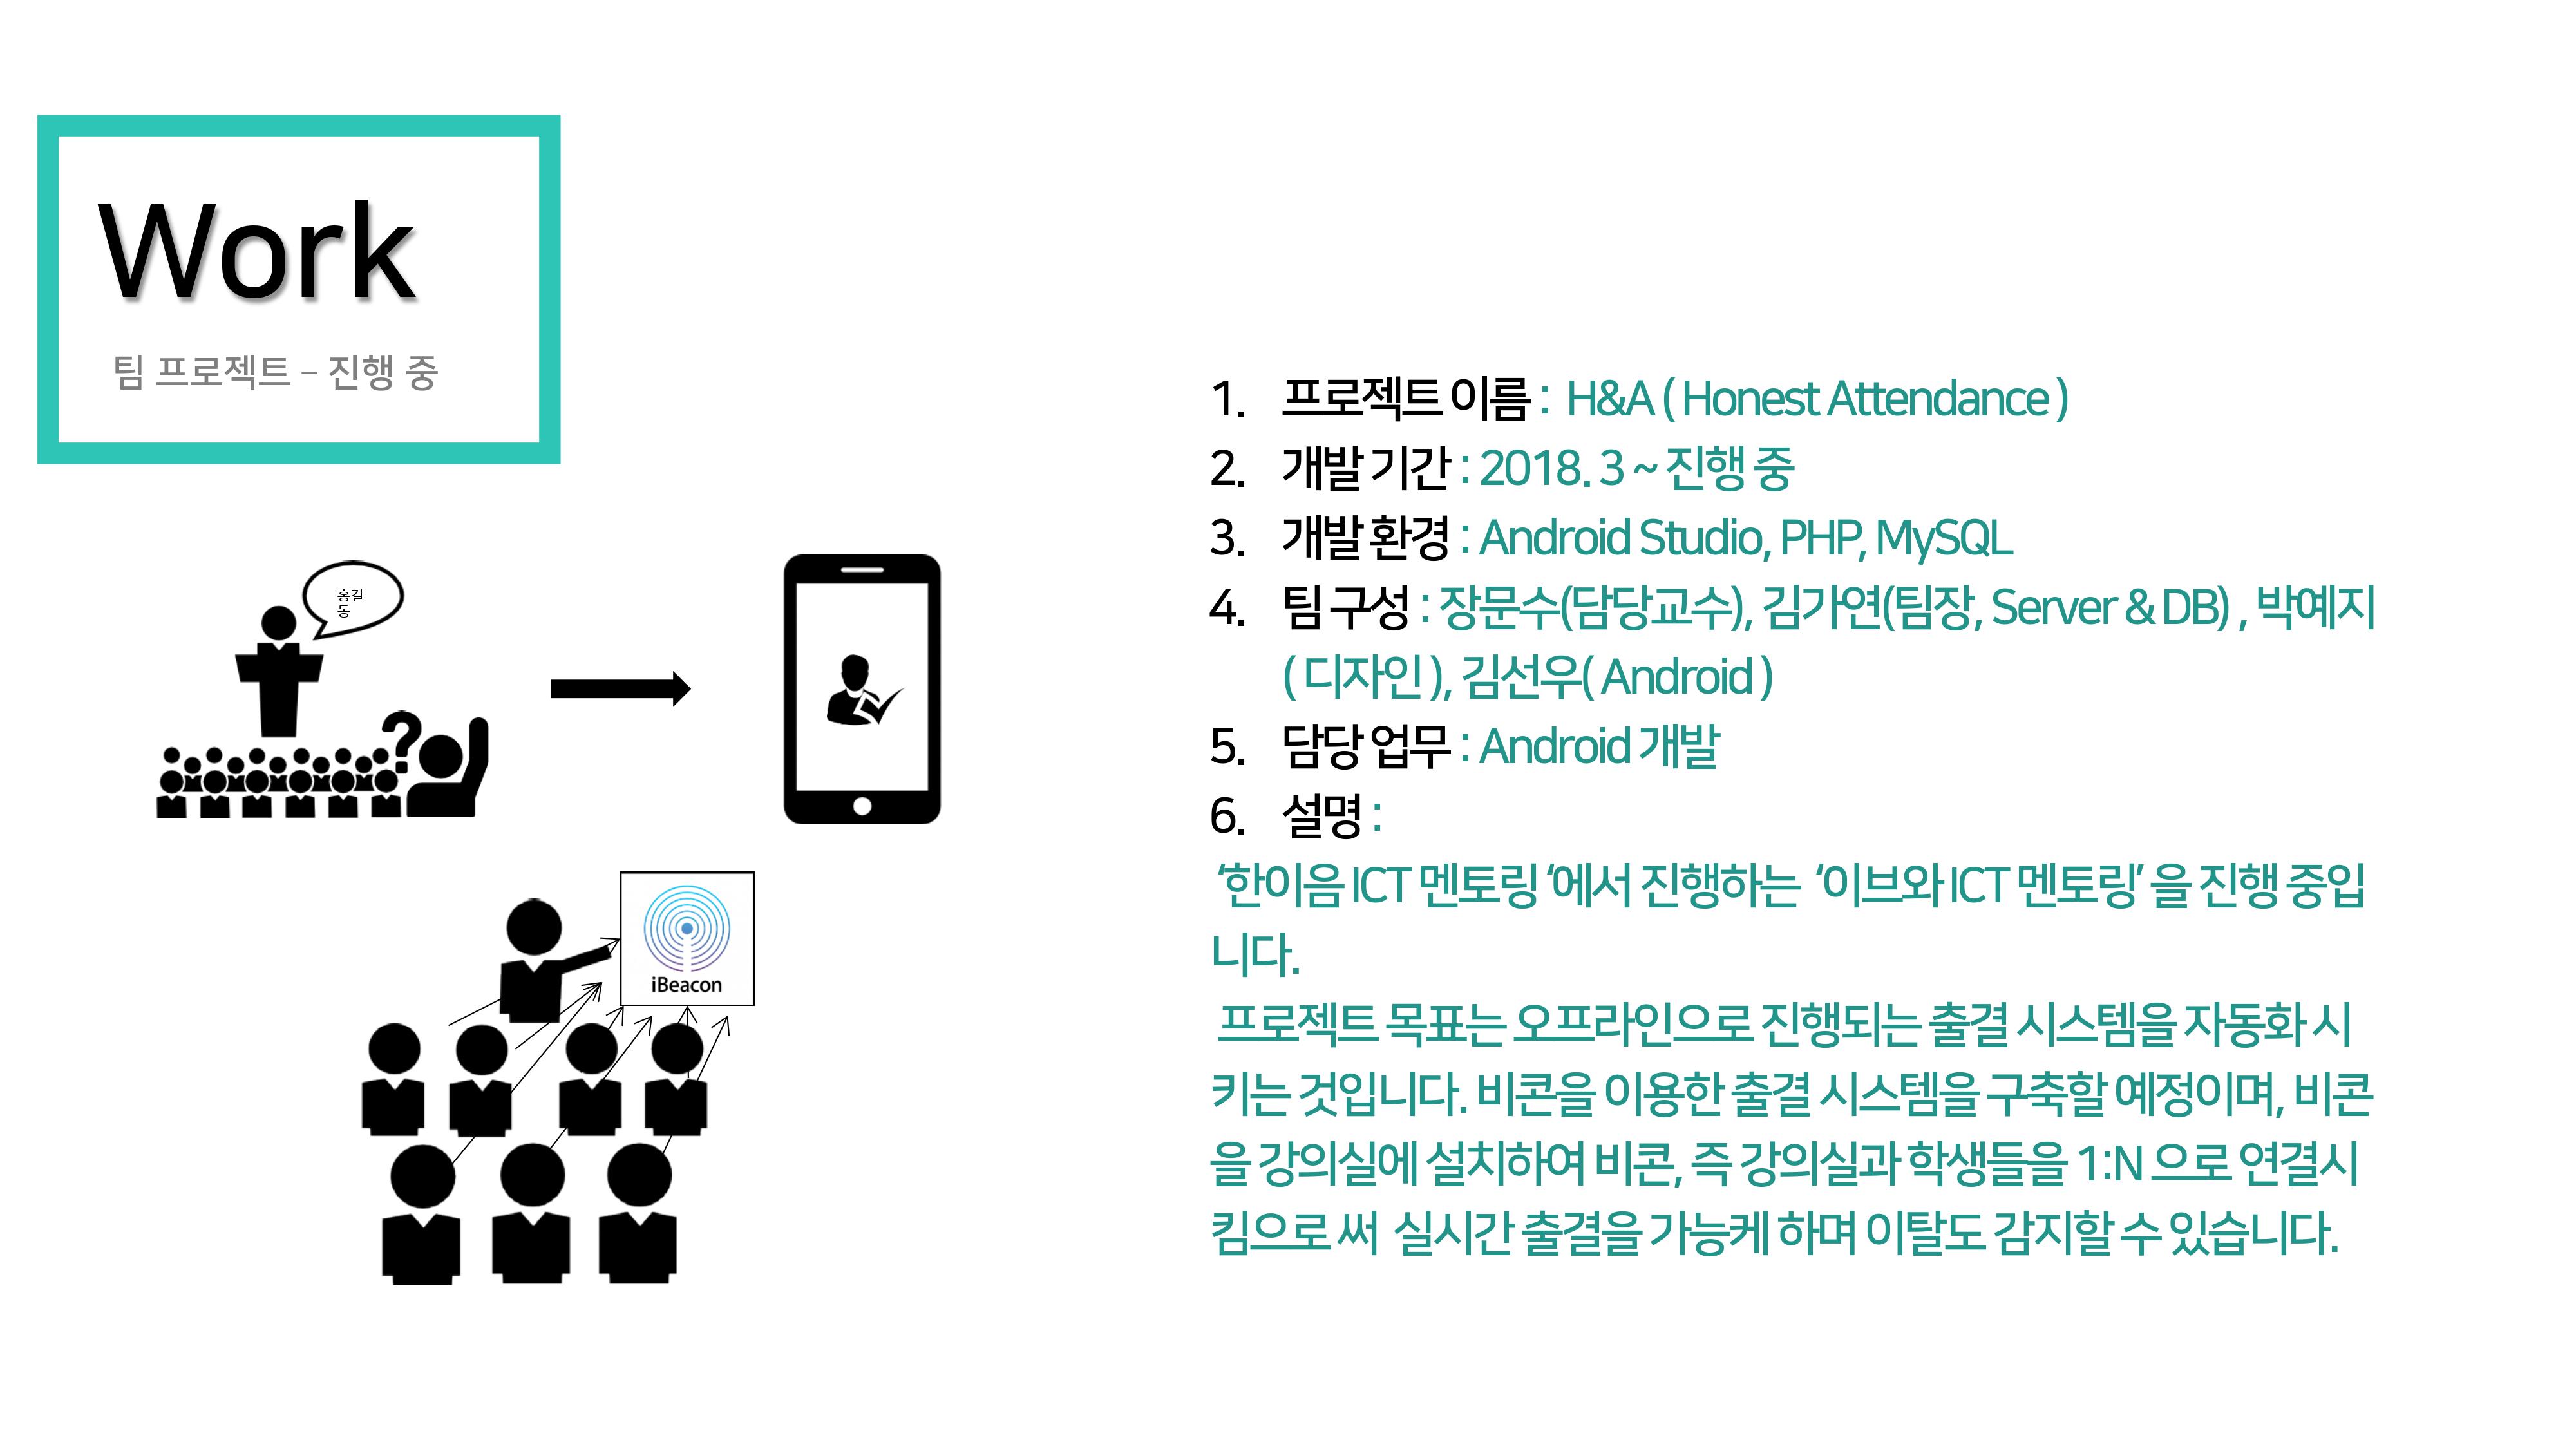 Work
팀 프로젝트 – 진행 중
홍길
동
iBeacon
1. 프로젝트 이름 : H&A ( Honest Attendance )
2. 개발 기간 : 2018. 3 ~ 진행 중
3. 개발 환경 : Android Studio, PHP, MySQL
4. 팀 구성 : 장문수(담당교수), 김가연(팀장, Server & DB) , 박예지
( 디자인 ), 김선우( Android )
5. 담당 업무 : Android 개발
6. 설명 :
‘한이음 ICT 멘토링 ‘에서 진행하는 ‘이브와 ICT 멘토링’ 을 진행 중입
니다.
프로젝트 목표는 오프라인으로 진행되는 출결 시스템을 자동화 시
키는 것입니다. 비콘을 이용한 출결 시스템을 구축할 예정이며, 비콘
을 강의실에 설치하여 비콘, 즉 강의실과 학생들을 1:N 으로 연결시
킴으로 써 실시간 출결을 가능케 하며 이탈도 감지할 수 있습니다.